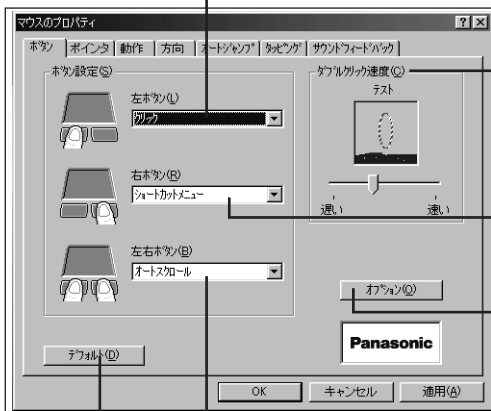 マウスのプロパティ
ボタン ポインタ 動作 方向 オートジャンプ タッピング サウンドフィードバック
ボタン設定(S)
左ボタン(L)
クリック
右ボタン(R)
ショートカットメニュー
左右ボタン(B)
オートスクロール
ダブルクリック速度(C)
テスト
遅い 速い
オプション(O)
Panasonic
デフォルト(D)
OK キャンセル 適用(A)